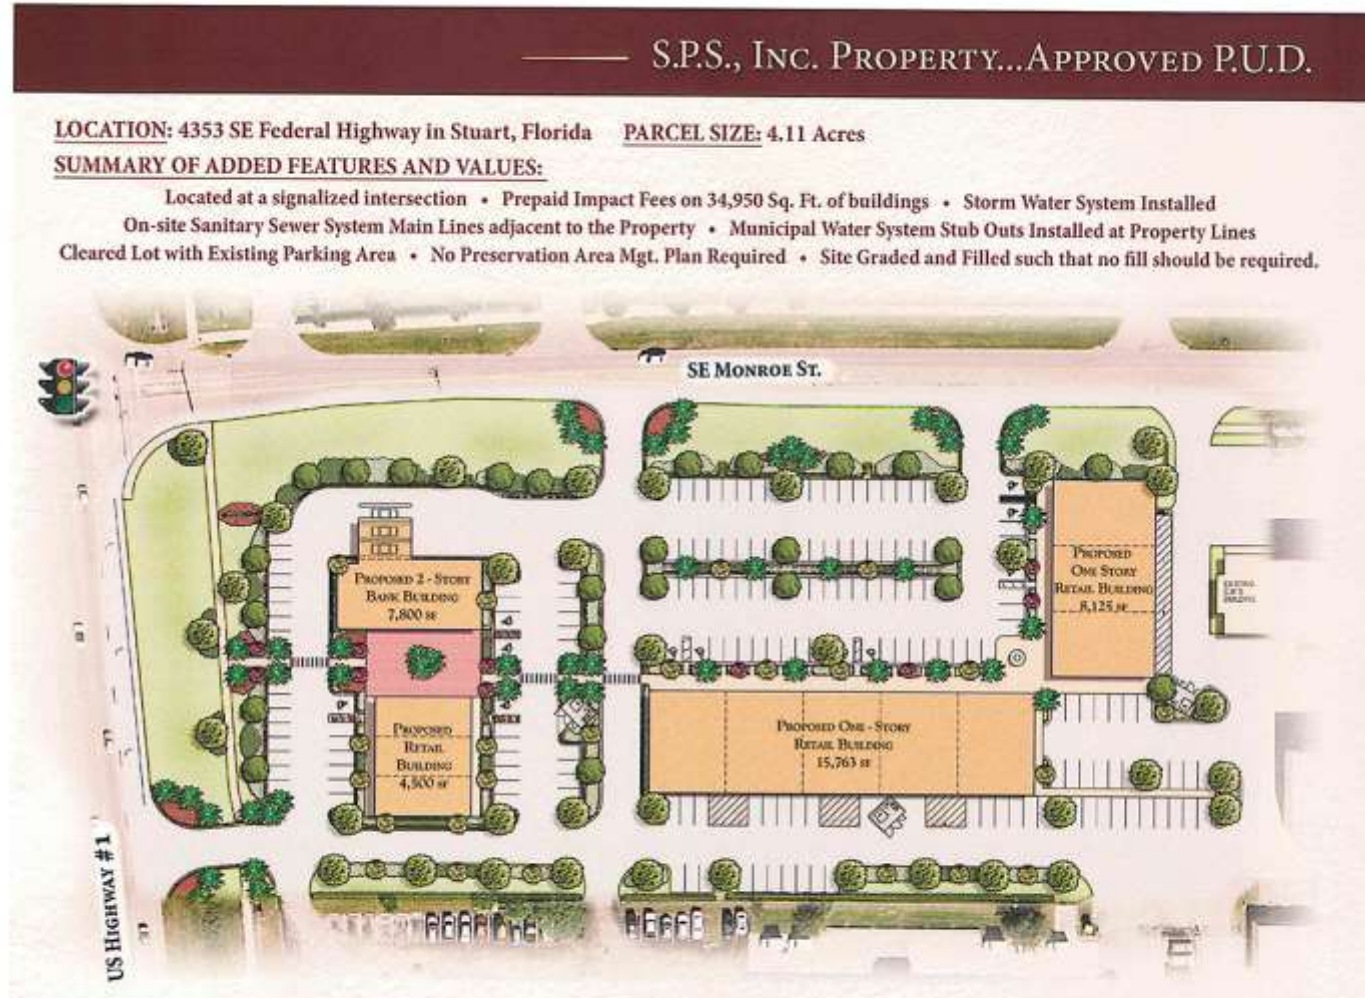 S.P.S., INC. PROPERTY...APPROVED P.U.D.
LOCATION: 4353 SE Federal Highway in Stuart, Florida PARCEL SIZE: 4.11 Acres
SUMMARY OF ADDED FEATURES AND VALUES:
Located at a signalized intersection • Prepaid Impact Fees on 34,950 Sq. Ft. of buildings • Storm Water System Installed
On-site Sanitary Sewer System Main Lines adjacent to the Property • Municipal Water System Stub Outs Installed at Property Lines
Cleared Lot with Existing Parking Area • No Preservation Area Mgt. Plan Required • Site Graded and Filled such that no fill should be required.
SE MONROE ST.
PROPOSED 2 - STORY
BANK BUILDING
7,800 SF
PROPOSED
ONE STORY
RETAIL BUILDING
8,125 SF
PROPOSED
RETAIL
BUILDING
4,500 SF
PROPOSED ONE - STORY
RETAIL BUILDING
15,763 SF
EXISTING
BUILDING
US HIGHWAY # 1